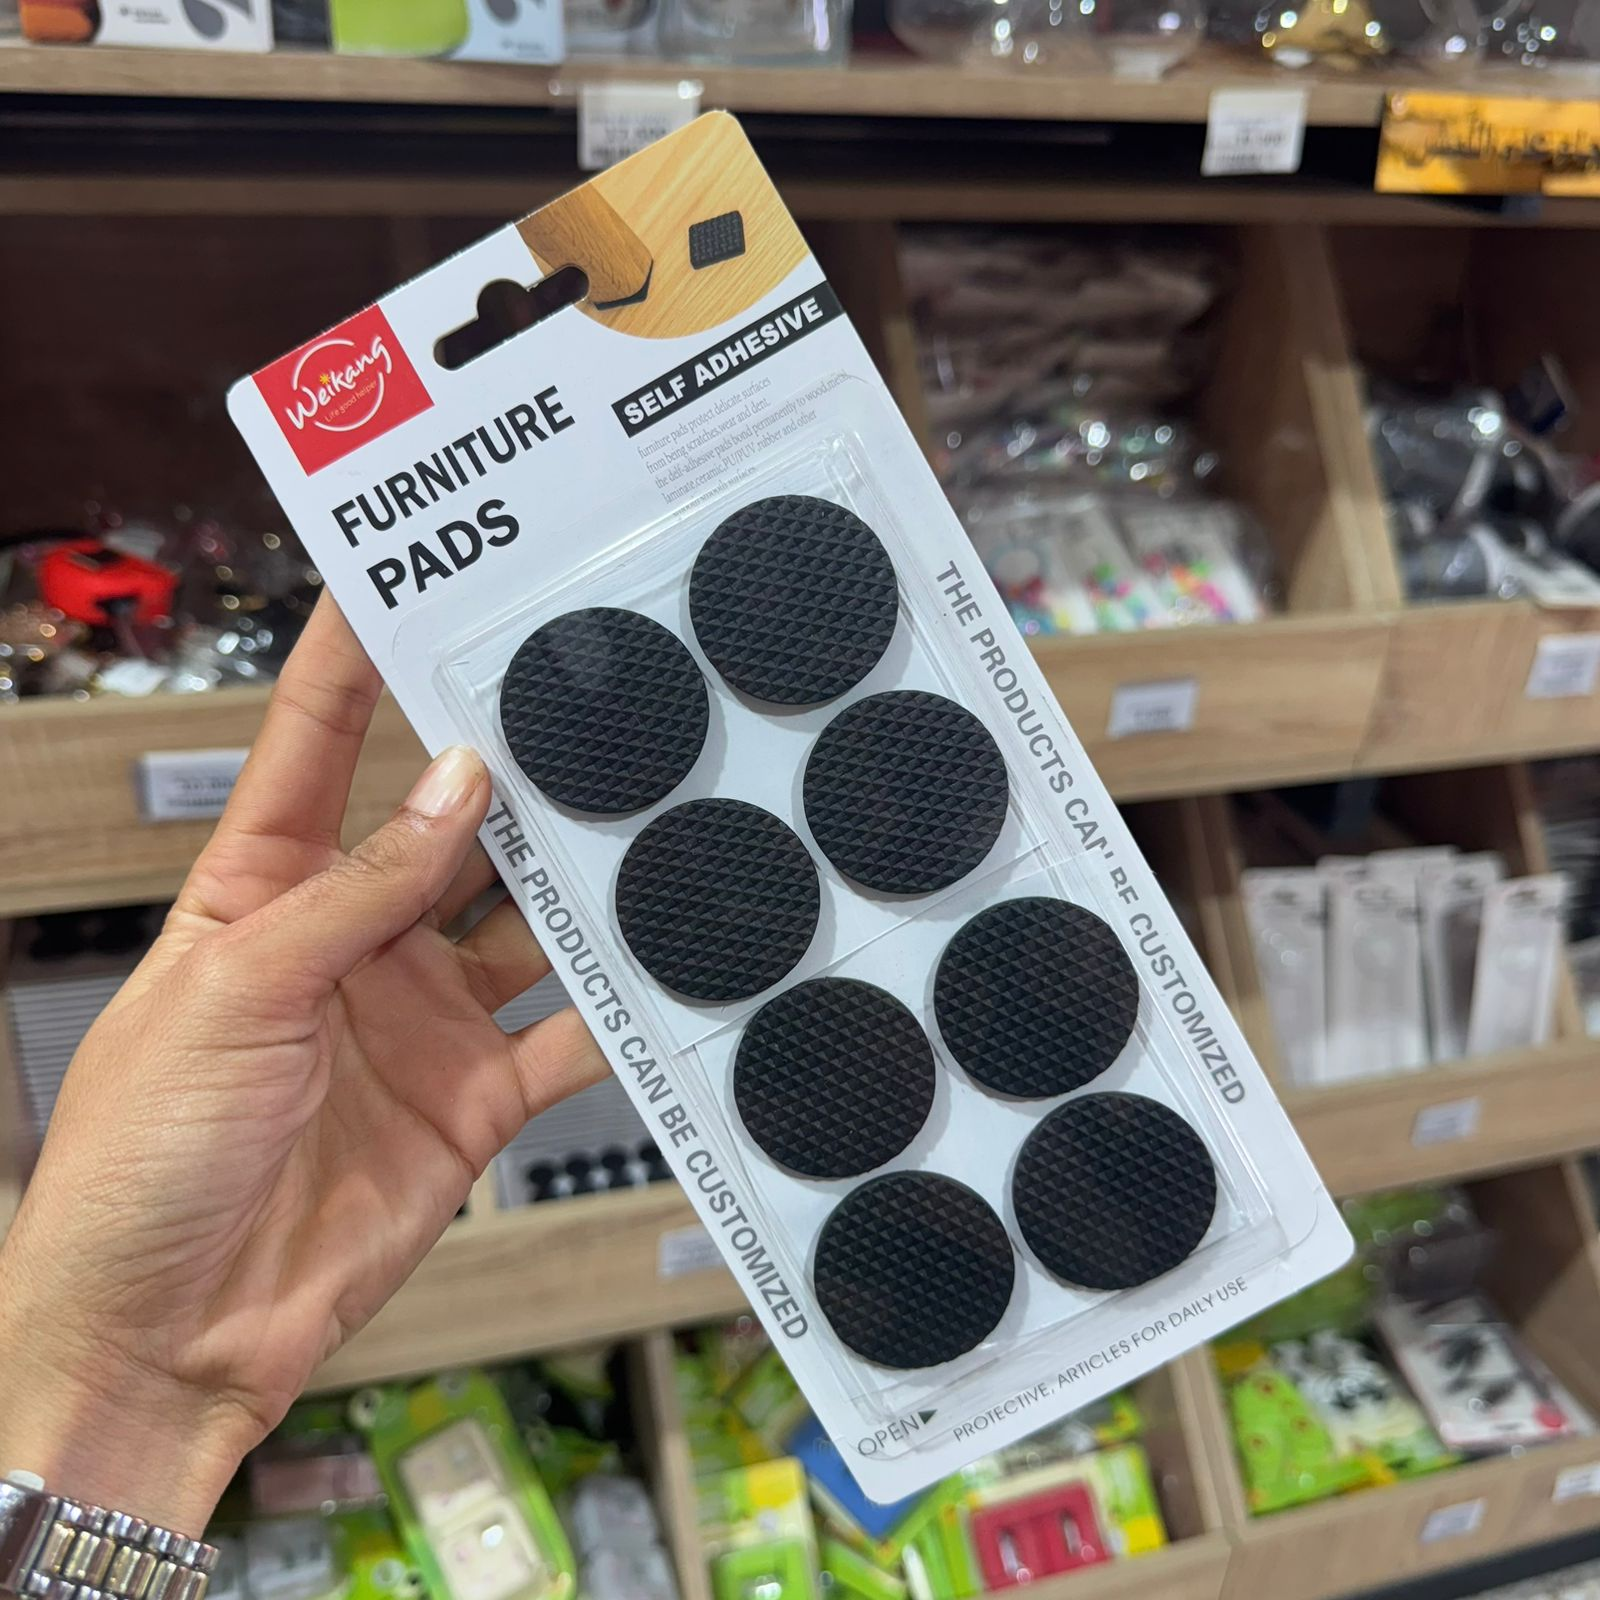 Weikang
Life good helper
FURNITURE
PADS
SELF ADHESIVE
furniture pads protect delicate surfaces
from being scratches,wear and dent.
the delf-adhesive pads bond permanently to wood,metal,
laminate,ceramic,PU/PUV,rubber and other
THE PRODUCTS CAN BE CUSTOMIZED
THE PRODUCTS CAN BE CUSTOMIZED
OPEN
PROTECTIVE, ARTICLES FOR DAILY USE